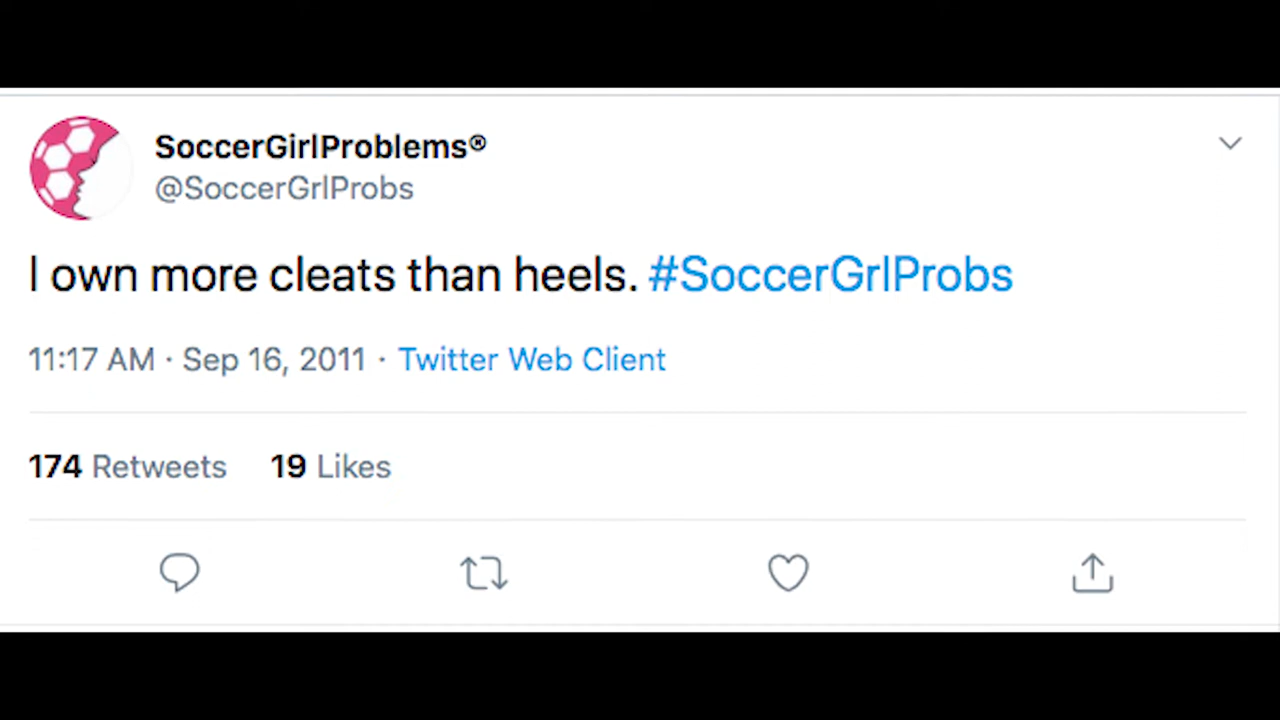 SoccerGirlProblems®
@SoccerGrlProbs
I own more cleats than heels. #SoccerGrlProbs
11:17 AM · Sep 16, 2011 · Twitter Web Client
174 Retweets 19 Likes